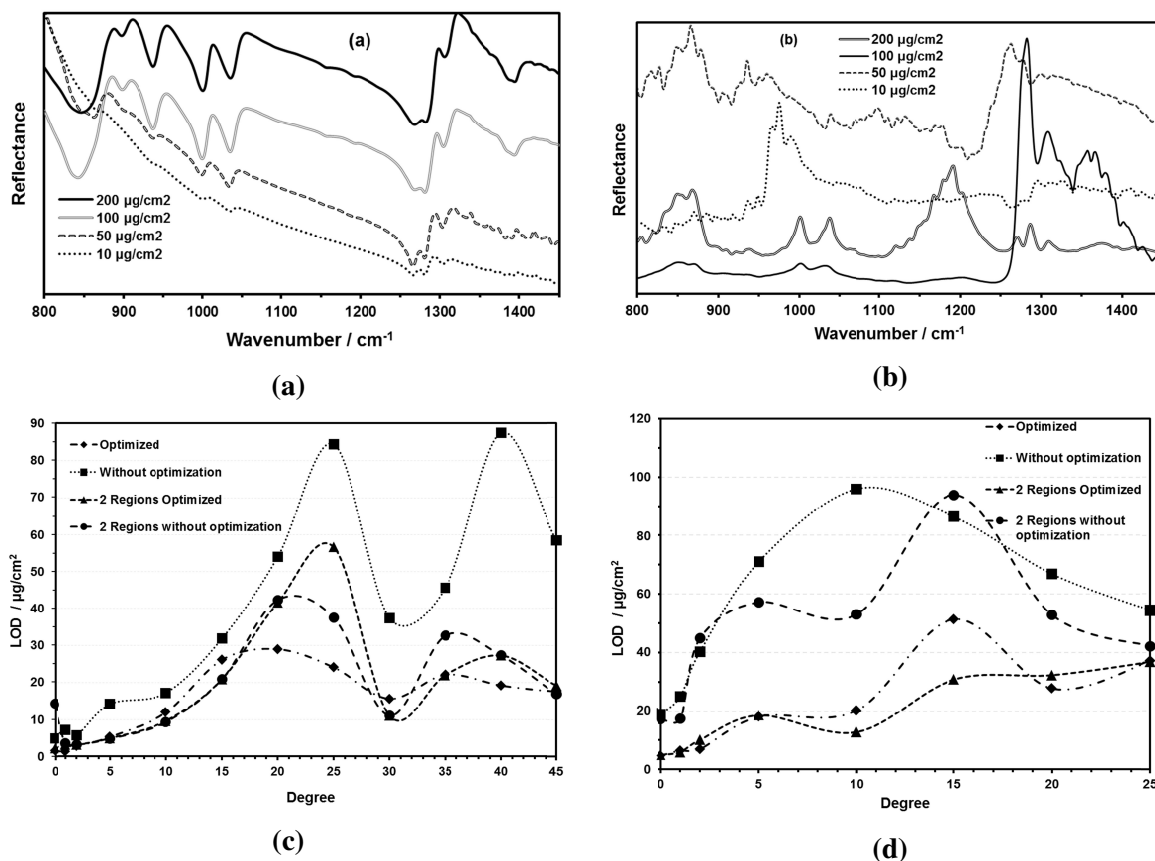 (a)
Reflectance
200 µg/cm2
100 µg/cm2
50 µg/cm2
10 µg/cm2
800 900 1000 1100 1200 1300 1400
Wavenumber / cm-1
(a)
(b)
Reflectance
200 µg/cm2
100 µg/cm2
50 µg/cm2
10 µg/cm2
800 900 1000 1100 1200 1300 1400
Wavenumber / cm-1
(b)
90
80
70
60
50
40
30
20
10
0
LOD / µg/cm2
Optimized
Without optimization
2 Regions Optimized
2 Regions without optimization
0 5 10 15 20 25 30 35 40 45
Degree
(c)
120
100
80
60
40
20
0
LOD / µg/cm2
Optimized
Without optimization
2 Regions Optimized
2 Regions without
optimization
0 5 10 15 20 25
Degree
(d)